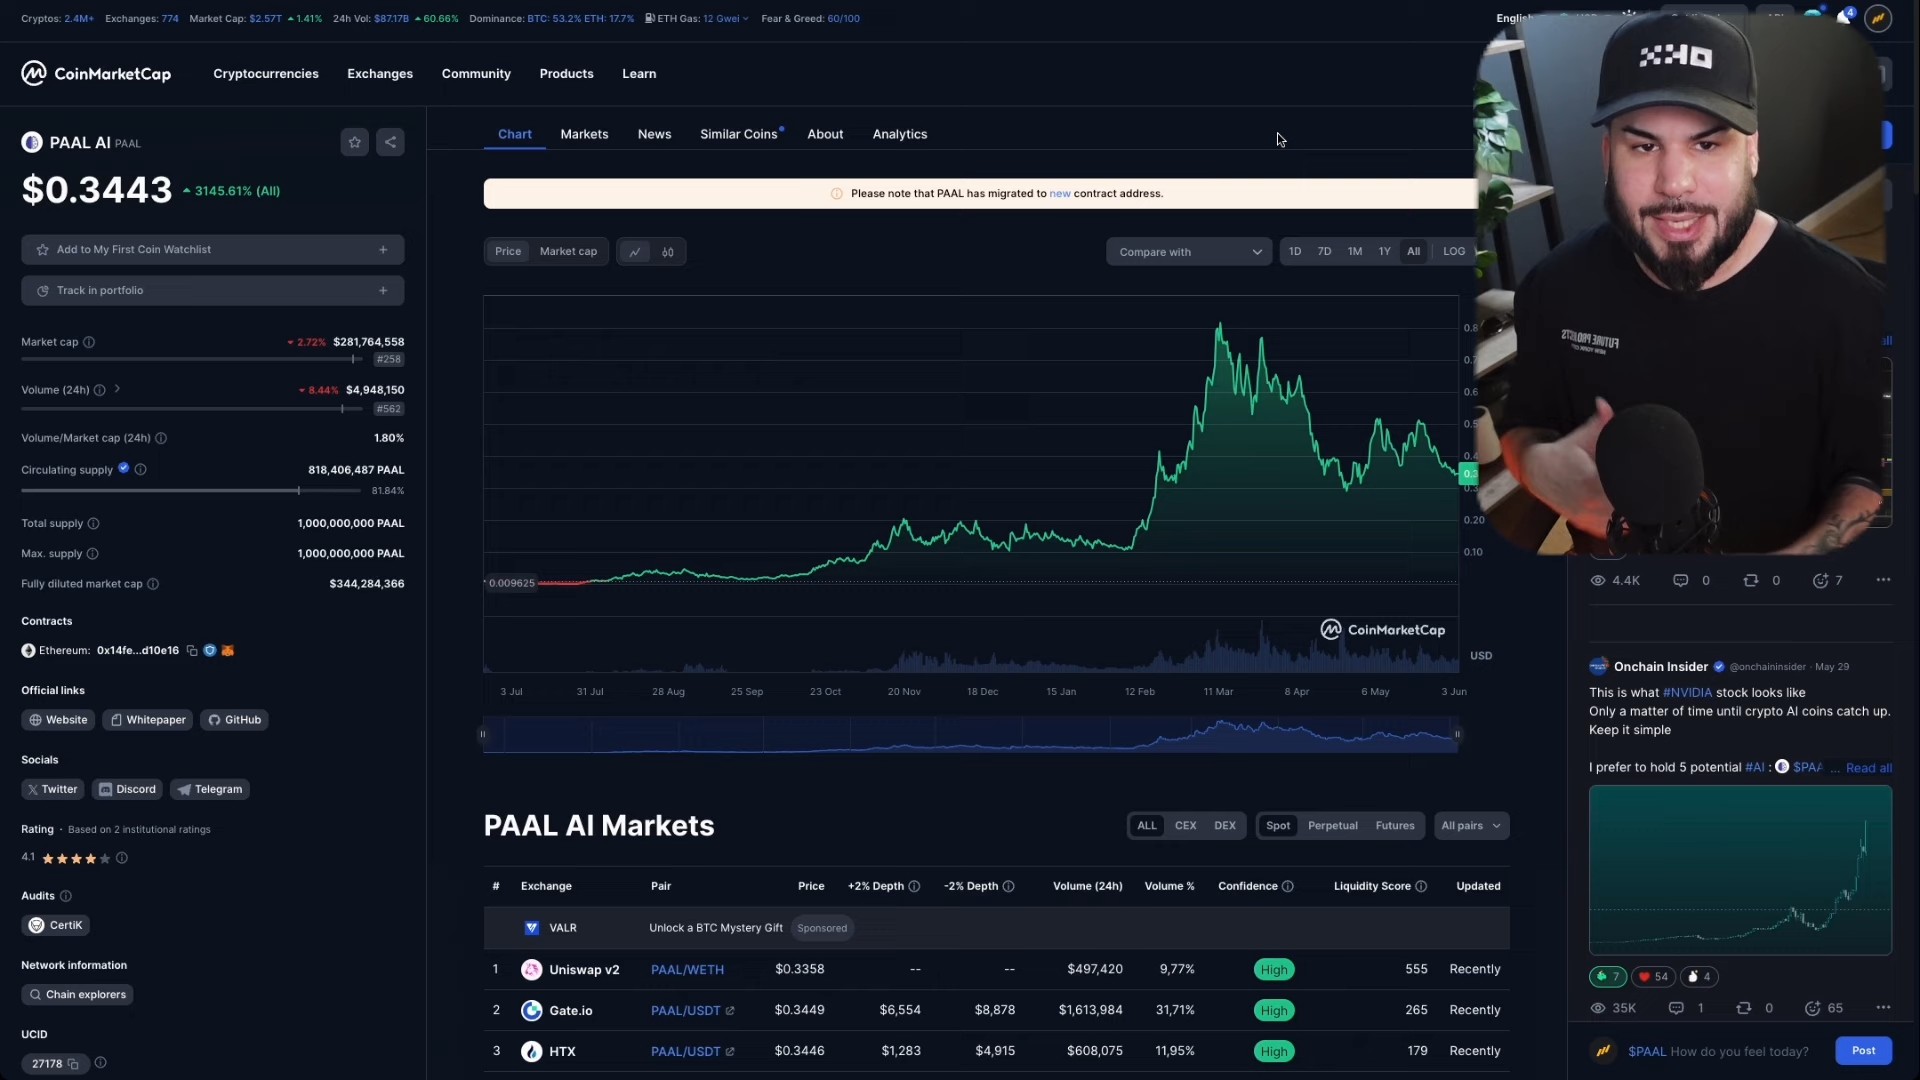 Cryptos: 2.4M+ Exchanges: 774 Market Cap: $2.57T 1.41% 24h Vol: $87.17B 60.66% Dominance: BTC: 53.2% ETH: 17.7% ETH Gas: 12 Gwei Fear & Greed: 60/100
English
4
CoinMarketCap Cryptocurrencies Exchanges Community Products Learn
PAAL AI PAAL
$0.3443 3145.61% (All)
Add to My First Coin Watchlist +
Track in portfolio +
Market cap 2.72% $281,764,558
#258
Volume (24h) 8.44% $4,948,150
#562
Volume/Market cap (24h) 1.80%
Circulating supply 818,406,487 PAAL
81.84%
Total supply 1,000,000,000 PAAL
Max. supply 1,000,000,000 PAAL
Fully diluted market cap $344,284,366
Contracts
Ethereum: 0x14fe...d10e16
Official links
Website Whitepaper GitHub
Socials
Twitter Discord Telegram
Rating · Based on 2 institutional ratings
4.1
Audits
CertiK
Network information
Chain explorers
UCID
27178
Chart Markets News Similar Coins About Analytics
Please note that PAAL has migrated to new contract address.
Price Market cap
Compare with 1D 7D 1M 1Y All LOG
0.20
0.10
0.009625
CoinMarketCap
USD
3 Jul 31 Jul 28 Aug 25 Sep 23 Oct 20 Nov 18 Dec 15 Jan 12 Feb 11 Mar 8 Apr 6 May 3 Jun
PAAL AI Markets
ALL CEX DEX Spot Perpetual Futures All pairs
# Exchange Pair Price +2% Depth -2% Depth Volume (24h) Volume % Confidence Liquidity Score Updated
VALR Unlock a BTC Mystery Gift Sponsored
1 Uniswap v2 PAAL/WETH $0.3358 -- -- $497,420 9,77% High 555 Recently
2 Gate.io PAAL/USDT $0.3449 $6,554 $8,878 $1,613,984 31,71% High 265 Recently
3 HTX PAAL/USDT $0.3446 $1,283 $4,915 $608,075 11,95% High 179 Recently
FUTURE PROJECTS
4.4K 0 0 7 ...
Onchain Insider @onchaininsider · May 29
This is what #NVIDIA stock looks like
Only a matter of time until crypto AI coins catch up.
Keep it simple
I prefer to hold 5 potential #AI : $PAA ... Read all
7 54 4
35K 1 0 65 ...
$PAAL How do you feel today? Post